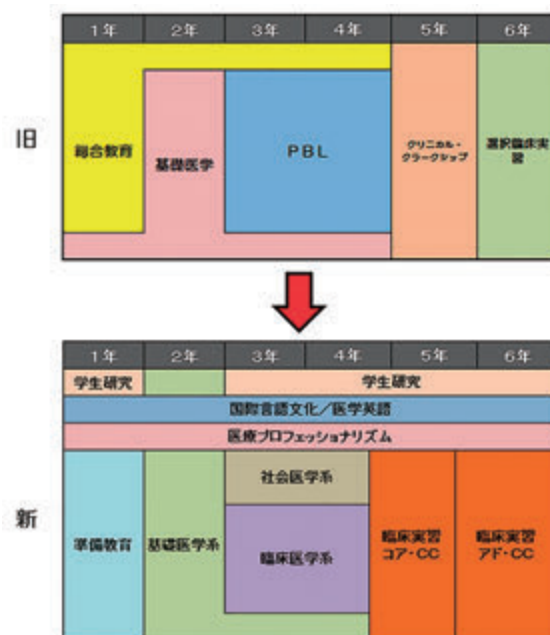 1年 2年 3年 4年 5年 6年
旧
総合教育
基礎医学
PBL
クリニカル・
クラークシップ
選択臨床実
習
1年 2年 3年 4年 5年 6年
学生研究 学生研究
国際言語文化／医学英語
医療プロフェッショナリズム
新
準備教育
基礎医学系
社会医学系
臨床医学系
臨床実習
コア・CC
臨床実習
アド・CC